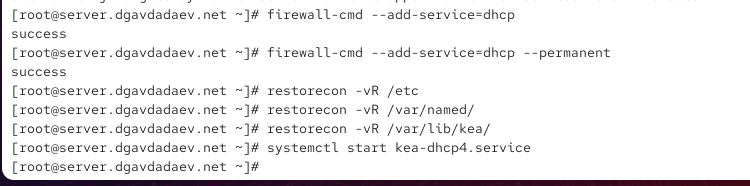 [root@server.dgavdadaev.net ~]# firewall-cmd --add-service=dhcp
success
[root@server.dgavdadaev.net ~]# firewall-cmd --add-service=dhcp --permanent
success
[root@server.dgavdadaev.net ~]# restorecon -vR /etc
[root@server.dgavdadaev.net ~]# restorecon -vR /var/named/
[root@server.dgavdadaev.net ~]# restorecon -vR /var/lib/kea/
[root@server.dgavdadaev.net ~]# systemctl start kea-dhcp4.service
[root@server.dgavdadaev.net ~]#